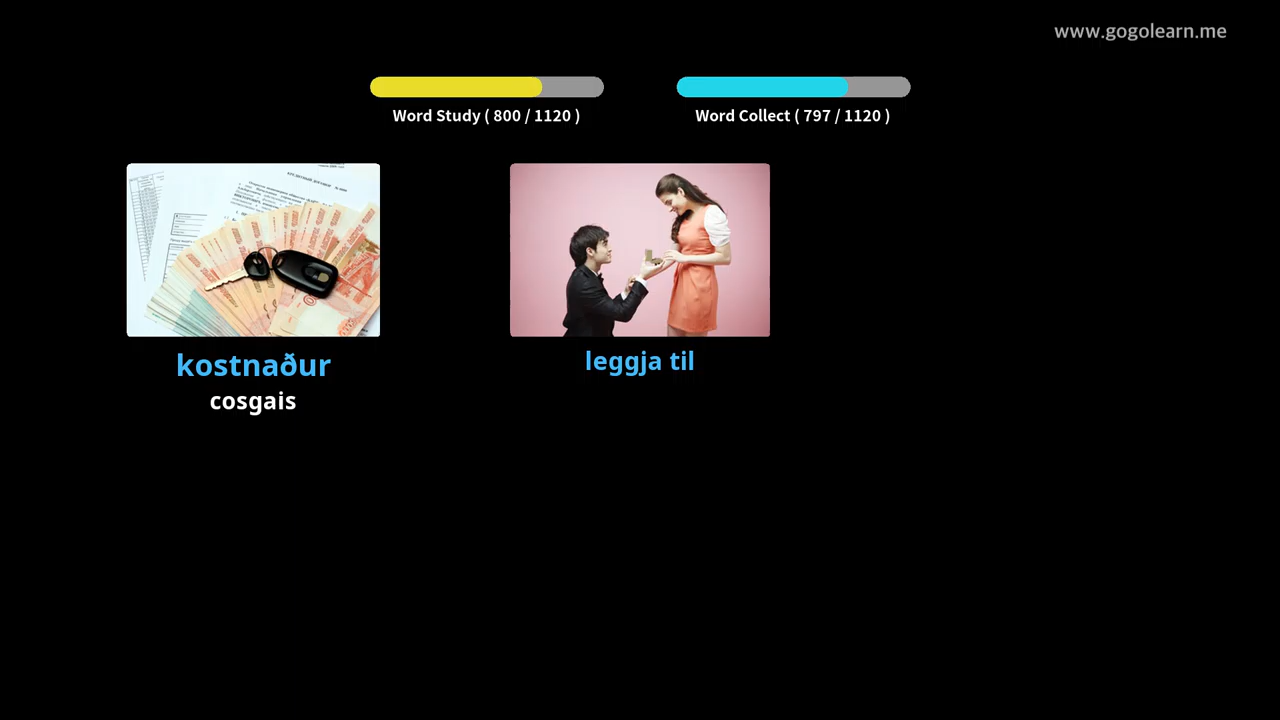 www.gogolearn.me
Word Study ( 800 / 1120 )
Word Collect ( 797 / 1120 )
kostnaður
cosgais
leggja til